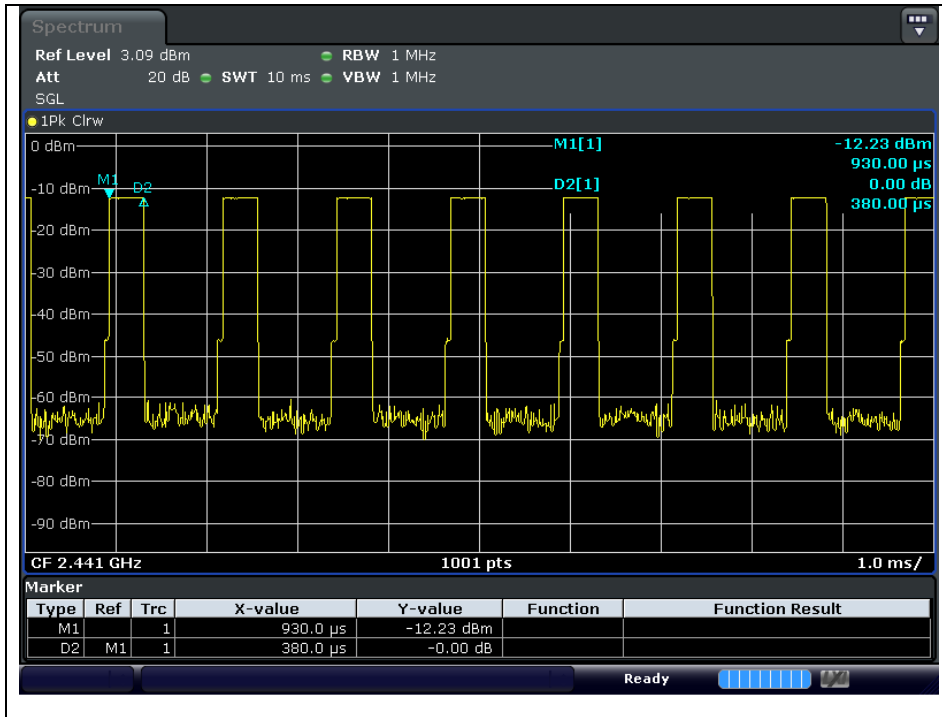 Spectrum
Ref Level 3.09 dBm RBW 1 MHz
Att 20 dB SWT 10 ms VBW 1 MHz
SGL
1Pk Clrw
0 dBm
M1[1] -12.23 dBm
930.00 µs
-10 dBm M1 D2 D2[1] 0.00 dB
380.00 µs
-20 dBm
-30 dBm
-40 dBm
-50 dBm
-60 dBm
-70 dBm
-80 dBm
-90 dBm
CF 2.441 GHz 1001 pts 1.0 ms/
Marker
Type Ref Trc X-value Y-value Function Function Result
M1 1 930.0 µs -12.23 dBm
D2 M1 1 380.0 µs -0.00 dB
Ready